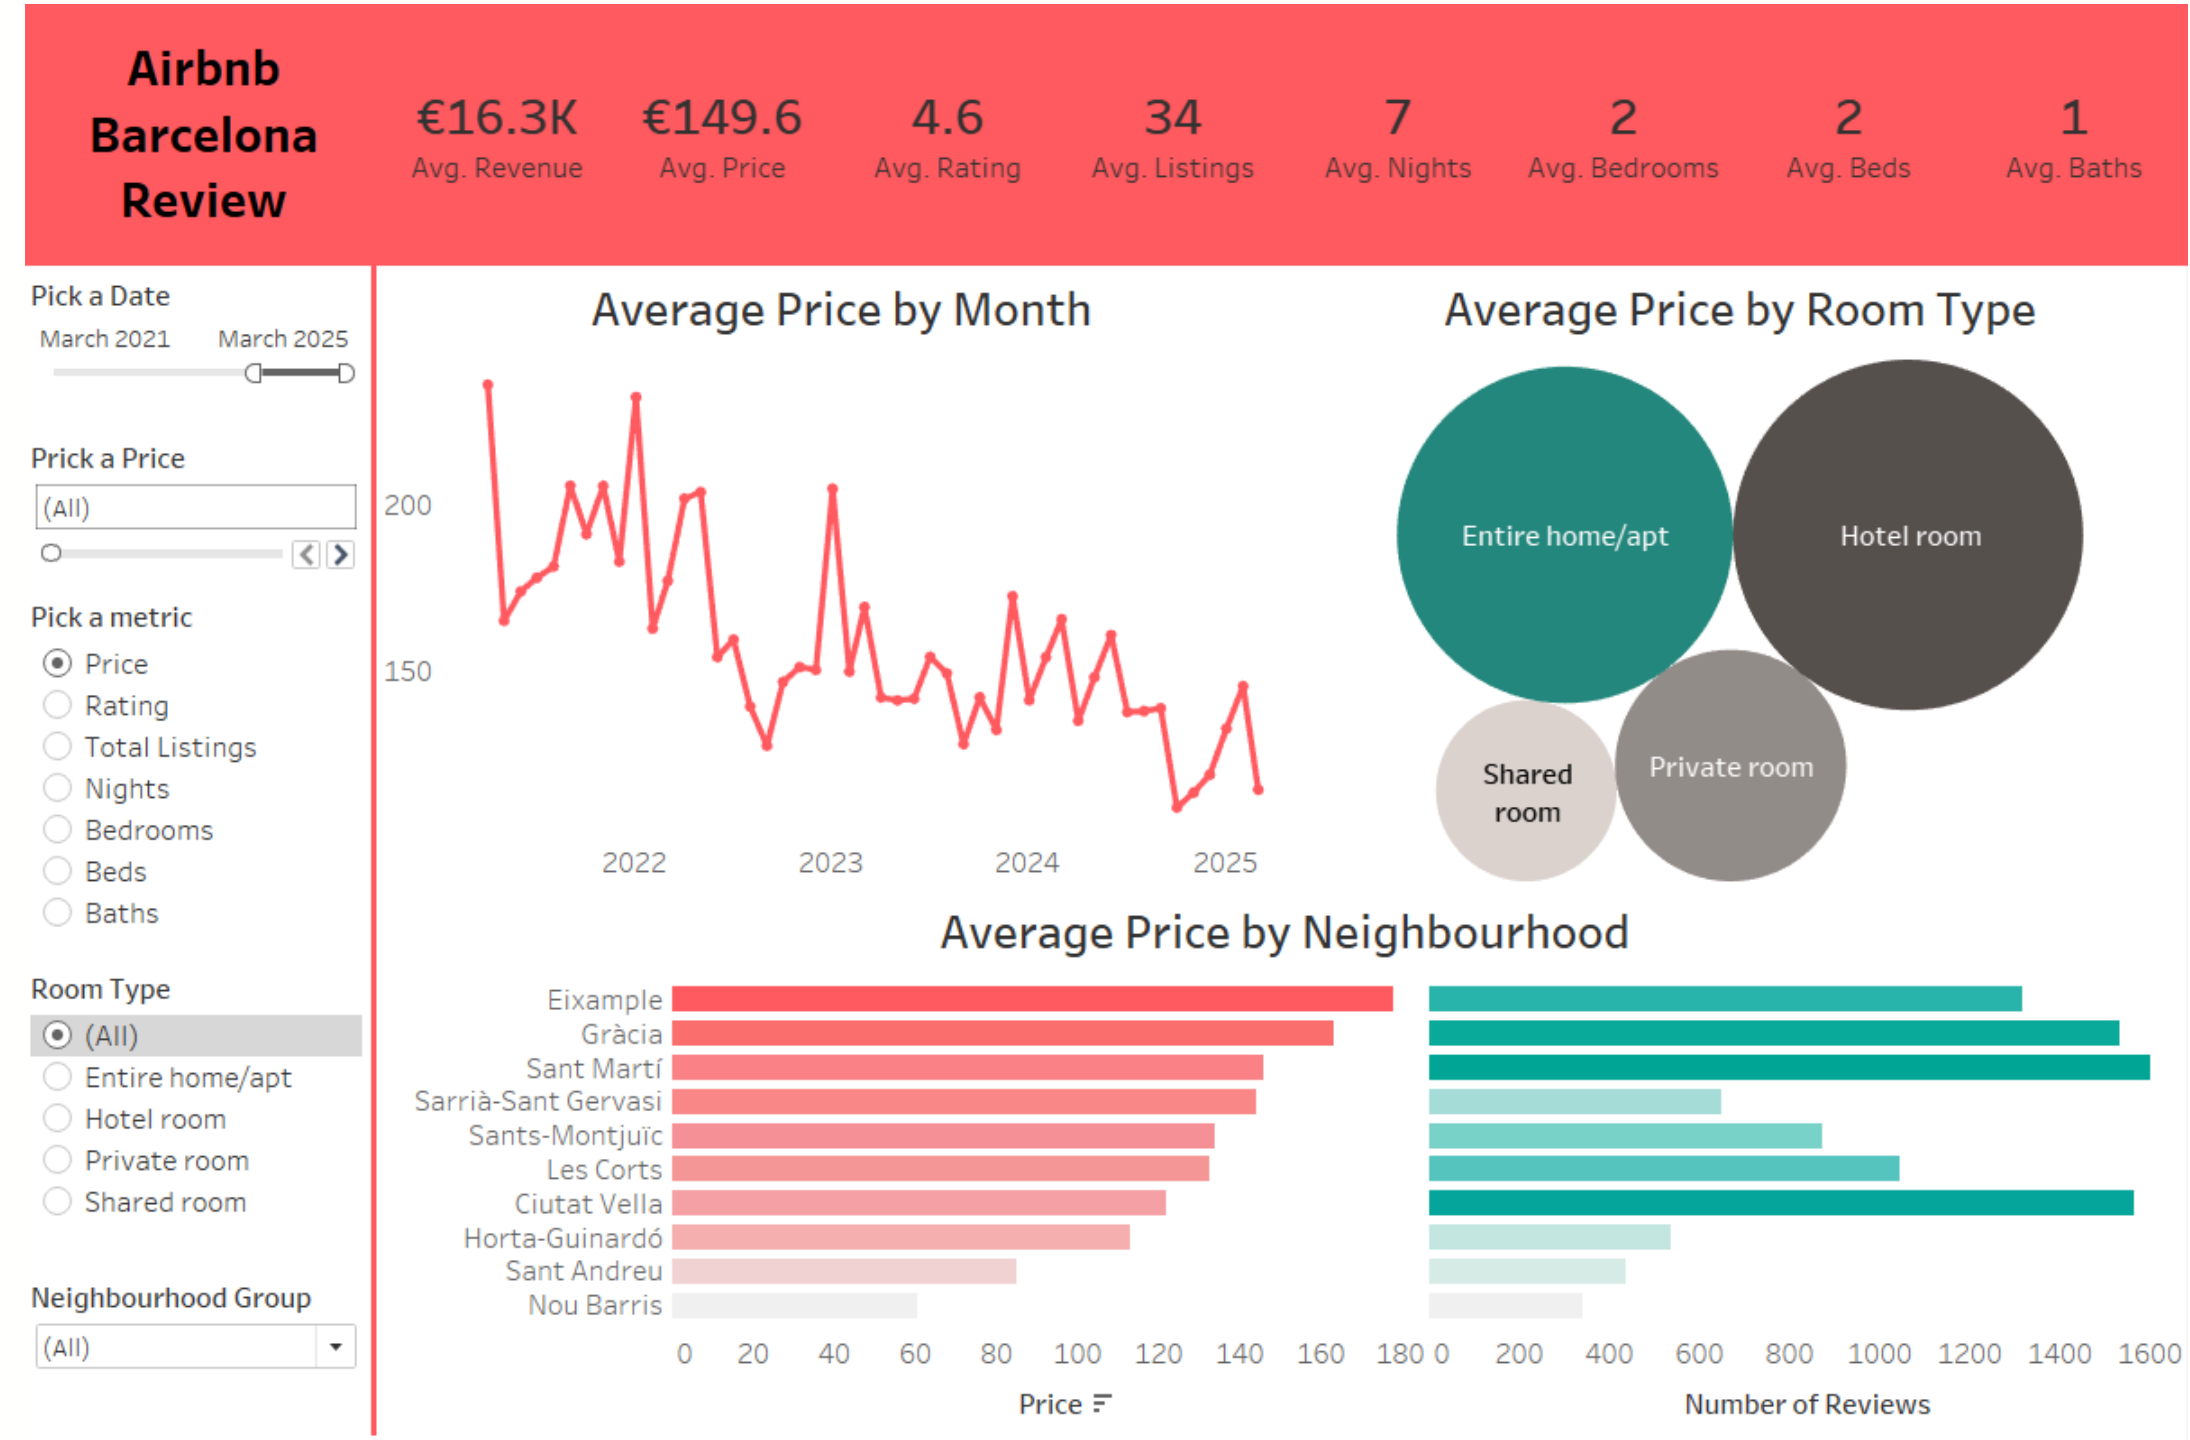 Airbnb
Barcelona
Review
€16.3K
Avg. Revenue
€149.6
Avg. Price
4.6
Avg. Rating
34
Avg. Listings
7
Avg. Nights
2
Avg. Bedrooms
2
Avg. Beds
1
Avg. Baths
Pick a Date
March 2021 March 2025
Prick a Price
(All)
Pick a metric
Price
Rating
Total Listings
Nights
Bedrooms
Beds
Baths
Room Type
(All)
Entire home/apt
Hotel room
Private room
Shared room
Neighbourhood Group
(All)
Average Price by Month
200
150
2022 2023 2024 2025
Average Price by Room Type
Entire home/apt
Hotel room
Shared
room
Private room
Average Price by Neighbourhood
Eixample
Gràcia
Sant Martí
Sarrià-Sant Gervasi
Sants-Montjuïc
Les Corts
Ciutat Vella
Horta-Guinardó
Sant Andreu
Nou Barris
0 20 40 60 80 100 120 140 160 180
Price
0 200 400 600 800 1000 1200 1400 1600
Number of Reviews